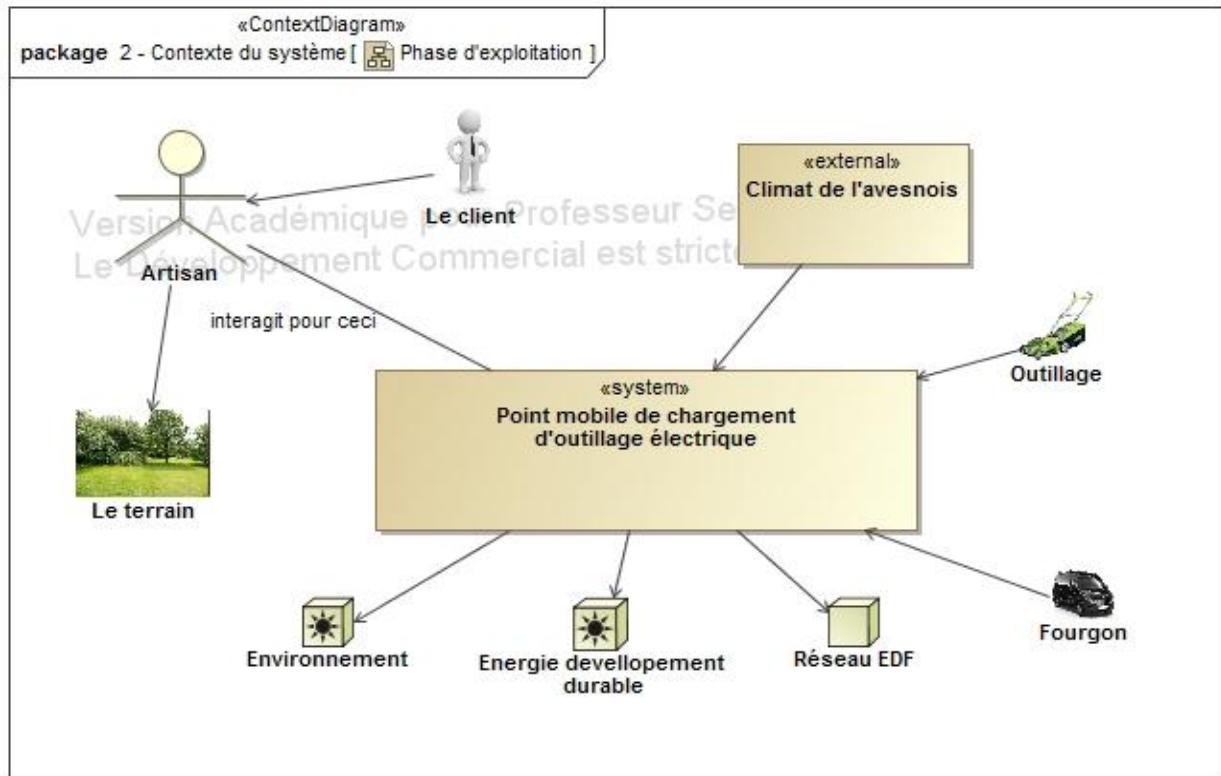 «ContextDiagram»
package 2 - Contexte du système [ Phase d'exploitation ]
«external»
Climat de l'avesnois
Le client
Version Académique pour Professeur Se
Le Développement Commercial est stricte
Artisan
interagit pour ceci
Outillage
«system»
Point mobile de chargement
d'outillage électrique
Le terrain
Fourgon
Environnement
Energie devellopement
durable
Réseau EDF